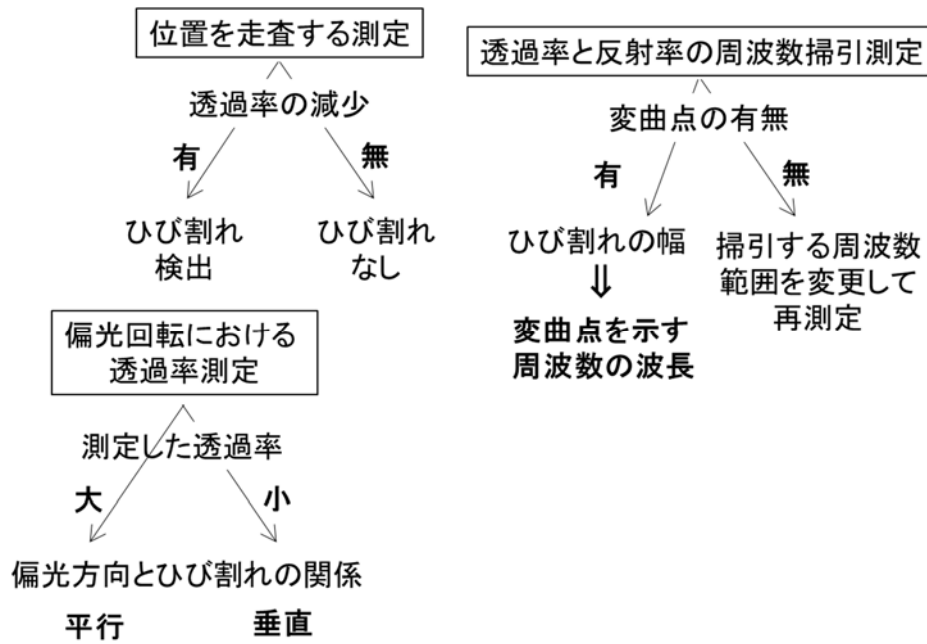 位置を走査する測定
透過率の減少
有
無
ひび割れ
検出
ひび割れ
なし
透過率と反射率の周波数掃引測定
変曲点の有無
有
無
ひび割れの幅
⇓
変曲点を示す
周波数の波長
掃引する周波数
範囲を変更して
再測定
偏光回転における
透過率測定
測定した透過率
大
小
偏光方向とひび割れの関係
平行
垂直